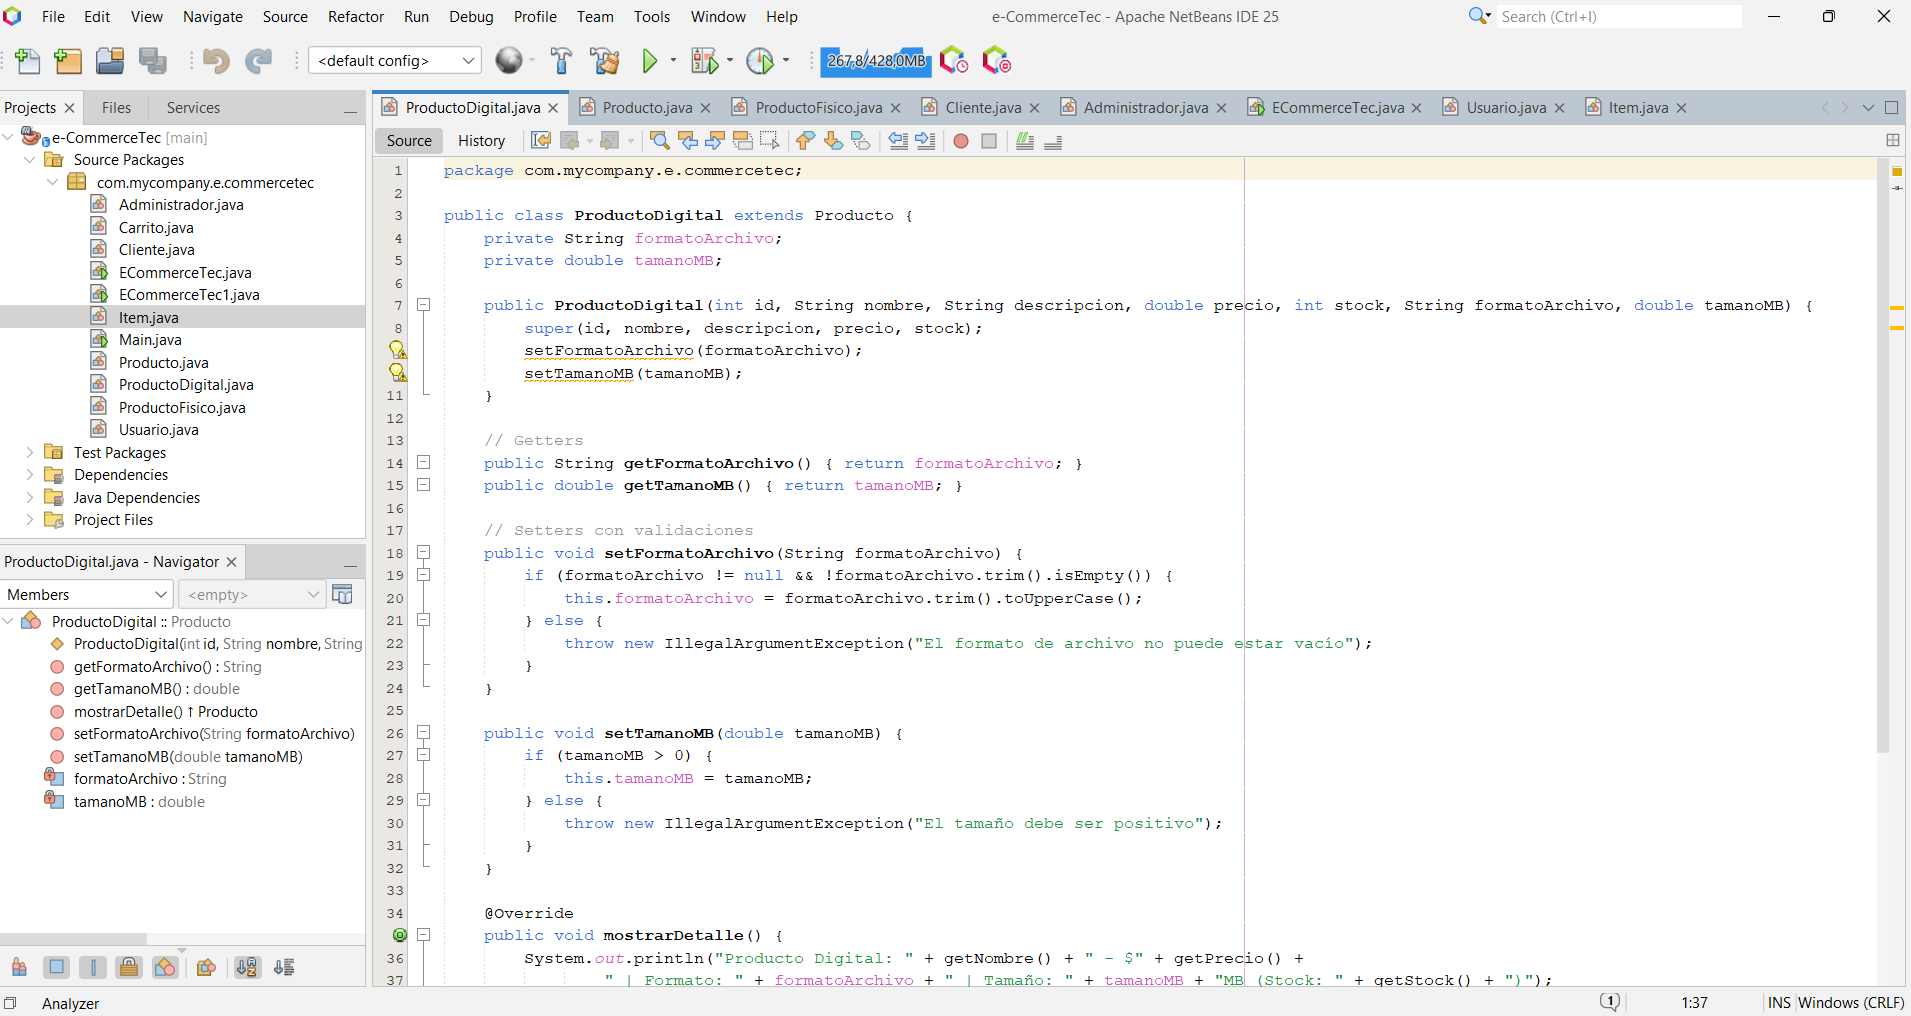 File Edit View Navigate Source Refactor Run Debug Profile Team Tools Window Help
e-CommerceTec - Apache NetBeans IDE 25
Search (Ctrl+I)
<default config>
267,8/428,0MB
Projects
Files
Services
e-CommerceTec [main]
Source Packages
com.mycompany.e.commercetec
Administrador.java
Carrito.java
Cliente.java
ECommerceTec.java
ECommerceTec1.java
Item.java
Main.java
Producto.java
ProductoDigital.java
ProductoFisico.java
Usuario.java
Test Packages
Dependencies
Java Dependencies
Project Files
ProductoDigital.java - Navigator
Members
<empty>
ProductoDigital :: Producto
ProductoDigital(int id, String nombre, String
getFormatoArchivo() : String
getTamanoMB() : double
mostrarDetalle() ↑ Producto
setFormatoArchivo(String formatoArchivo)
setTamanoMB(double tamanoMB)
formatoArchivo : String
tamanoMB : double
ProductoDigital.java
Producto.java
ProductoFisico.java
Cliente.java
Administrador.java
ECommerceTec.java
Usuario.java
Item.java
Source
History
1 package com.mycompany.e.commercetec;
2
3 public class ProductoDigital extends Producto {
4 private String formatoArchivo;
5 private double tamanoMB;
6
7 public ProductoDigital(int id, String nombre, String descripcion, double precio, int stock, String formatoArchivo, double tamanoMB) {
8 super(id, nombre, descripcion, precio, stock);
setFormatoArchivo(formatoArchivo);
setTamanoMB(tamanoMB);
11 }
12
13 // Getters
14 public String getFormatoArchivo() { return formatoArchivo; }
15 public double getTamanoMB() { return tamanoMB; }
16
17 // Setters con validaciones
18 public void setFormatoArchivo(String formatoArchivo) {
19 if (formatoArchivo != null && !formatoArchivo.trim().isEmpty()) {
20 this.formatoArchivo = formatoArchivo.trim().toUpperCase();
21 } else {
22 throw new IllegalArgumentException("El formato de archivo no puede estar vacío");
23 }
24 }
25
26 public void setTamanoMB(double tamanoMB) {
27 if (tamanoMB > 0) {
28 this.tamanoMB = tamanoMB;
29 } else {
30 throw new IllegalArgumentException("El tamaño debe ser positivo");
31 }
32 }
33
34 @Override
public void mostrarDetalle() {
36 System.out.println("Producto Digital: " + getNombre() + " - $" + getPrecio() +
37 " | Formato: " + formatoArchivo + " | Tamaño: " + tamanoMB + "MB (Stock: " + getStock() + ")");
Analyzer
1
1:37
INS
Windows (CRLF)